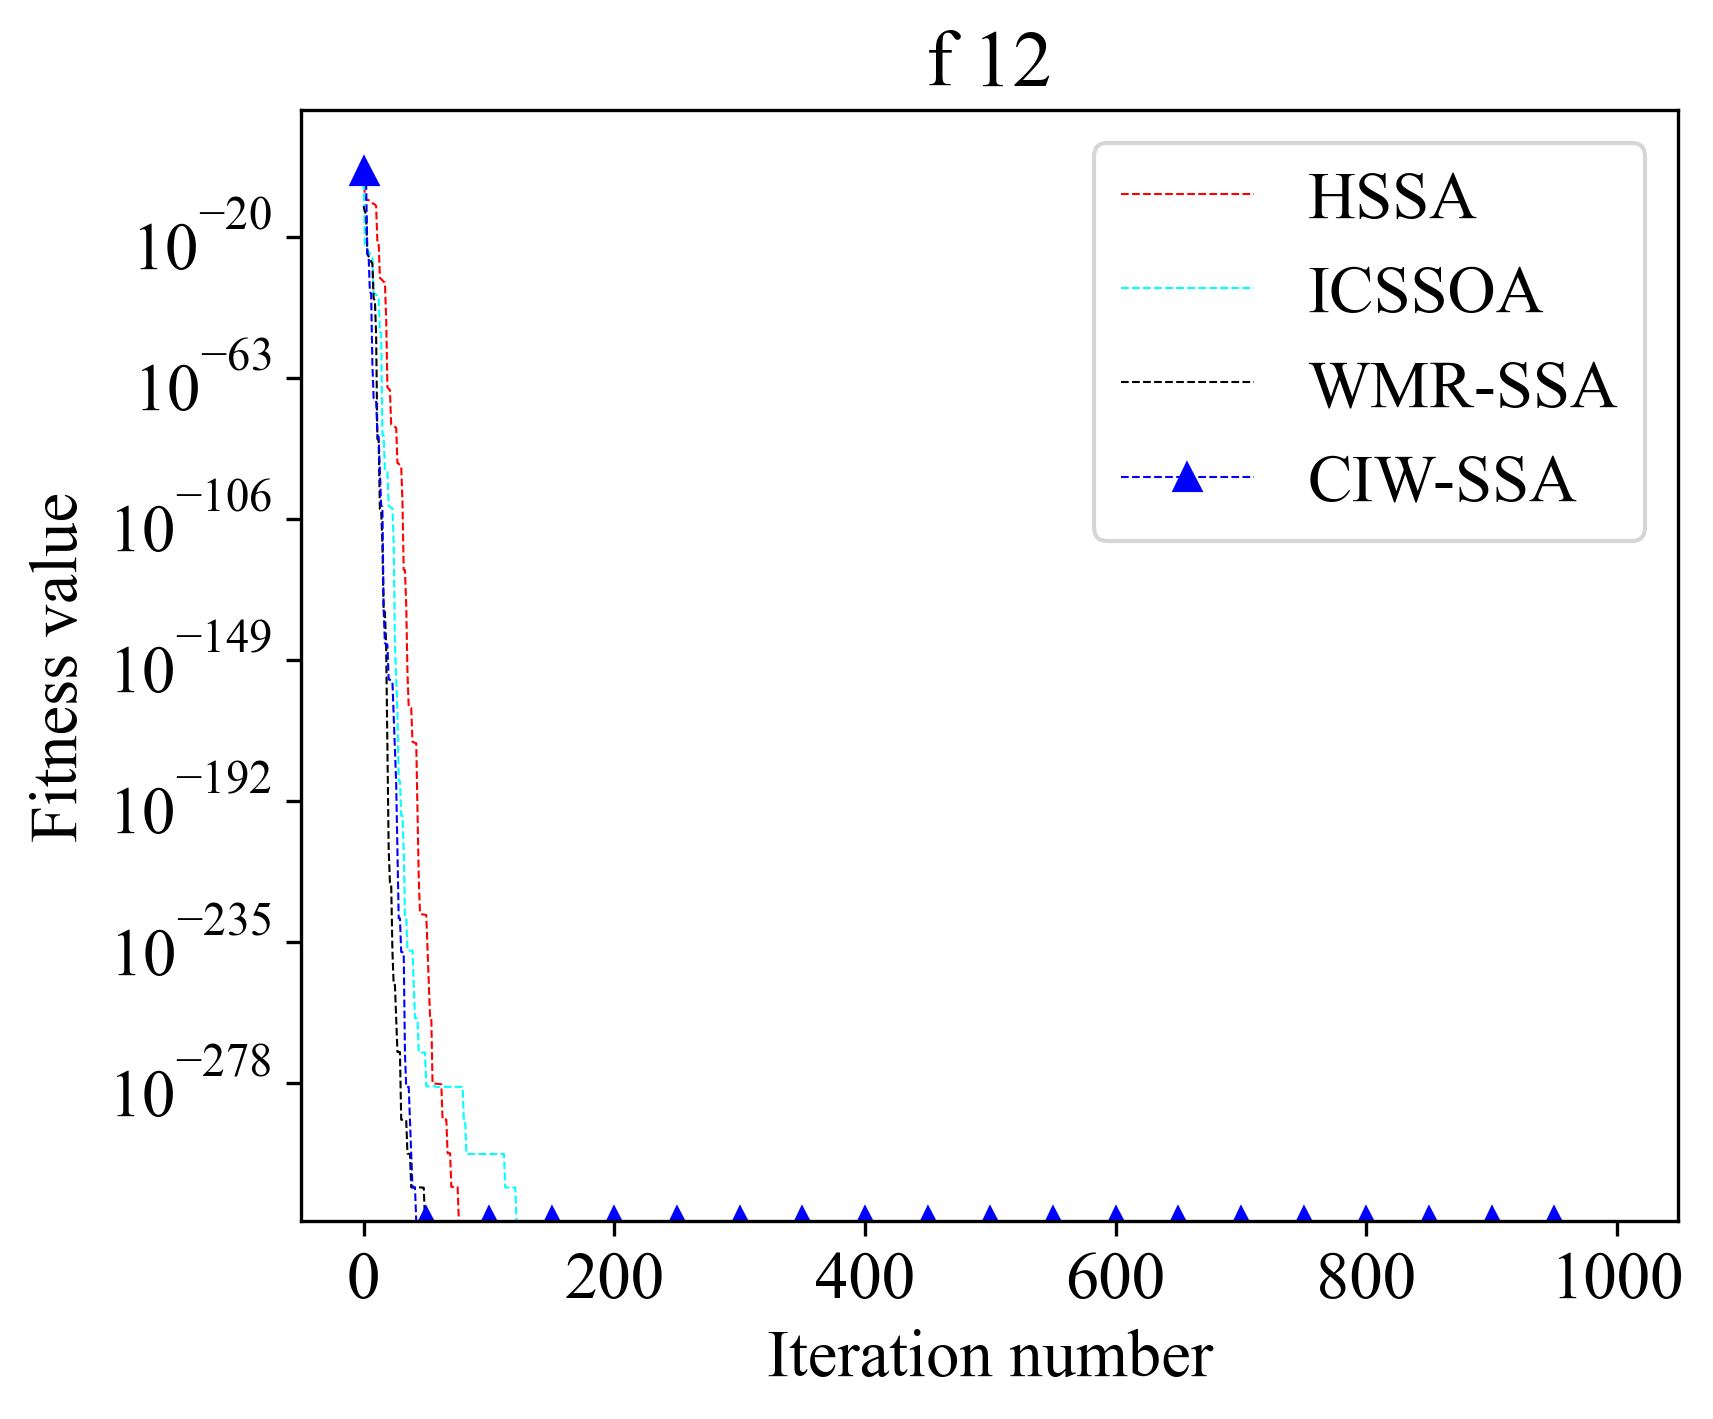 f 12
HSSA
ICSSOA
WMR-SSA
CIW-SSA
Fitness value
10^−20
10^−63
10^−106
10^−149
10^−192
10^−235
10^−278
0 200 400 600 800 1000
Iteration number